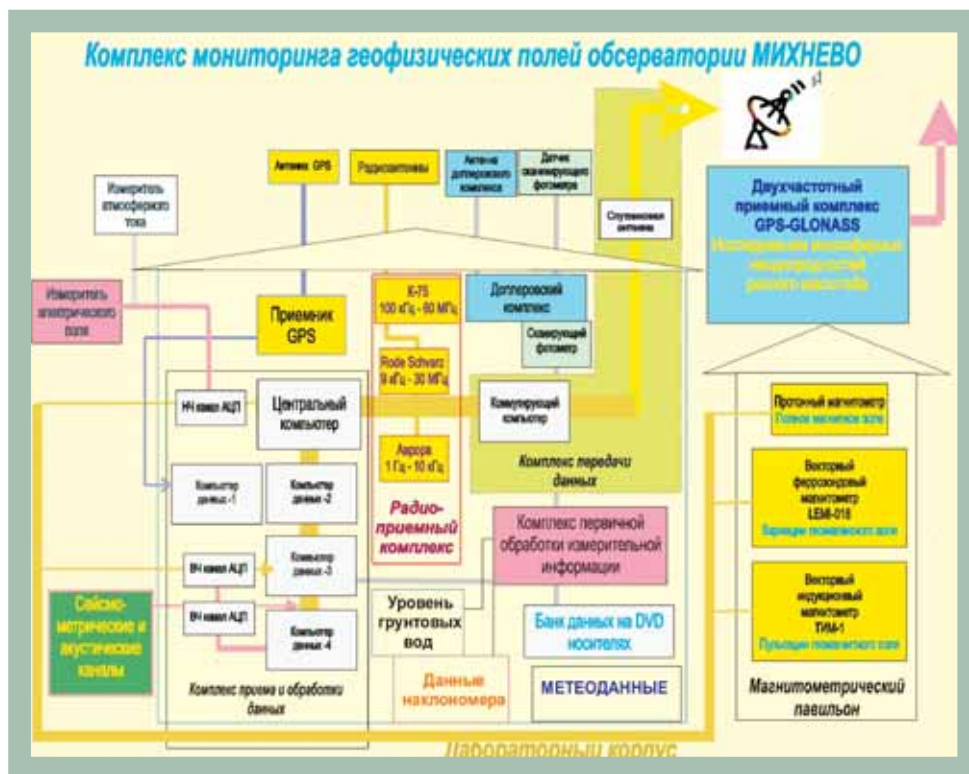 Комплекс мониторинга геофизических полей обсерватории МИХНЕВО
Антенна GPS
Радиоантенны
Антенна
доплеровского
комплекса
Датчик
сканирующего
фотометра
Измеритель
атмосферного
тока
Спутниковая
антенна
Двухчастотный
приемный комплекс
GPS-GLONASS
Исследования ионосферных
неоднородностей
разного масштаба
Измеритель
электрического
поля
Приемник
GPS
К-75
100 кГц - 60 МГц
Доплеровский
комплекс
Сканирующий
фотометр
Rode Schvarz
9 кГц - 30 МГц
НЧ канал АЦП
Центральный
компьютер
Коммутирующий
компьютер
Протонный магнитометр
Полное магнитное поле
Аврора
1 Гц - 10 кГц
Комплекс передачи
данных
Компьютер
данных -1
Компьютер
данных -2
Векторный
феррозондовый
магнитометр
LEMI-018
Вариации геомагнитного поля
Радио-
приемный
комплекс
Комплекс первичной
обработки измерительной
информации
ВЧ канал АЦП
Компьютер
данных -3
Сейсмо-
метрические и
акустические
каналы
ВЧ канал АЦП
Компьютер
данных -4
Уровень
грунтовых
вод
Банк данных на DVD
носителях
Векторный
индукционный
магнитометр
ТИМ-1
Пульсации геомагнитного поля
Комплекс приема и обработки
данных
Данные
наклономера
МЕТЕОДАННЫЕ
Магнитометрический
павильон
Лабораторный корпус